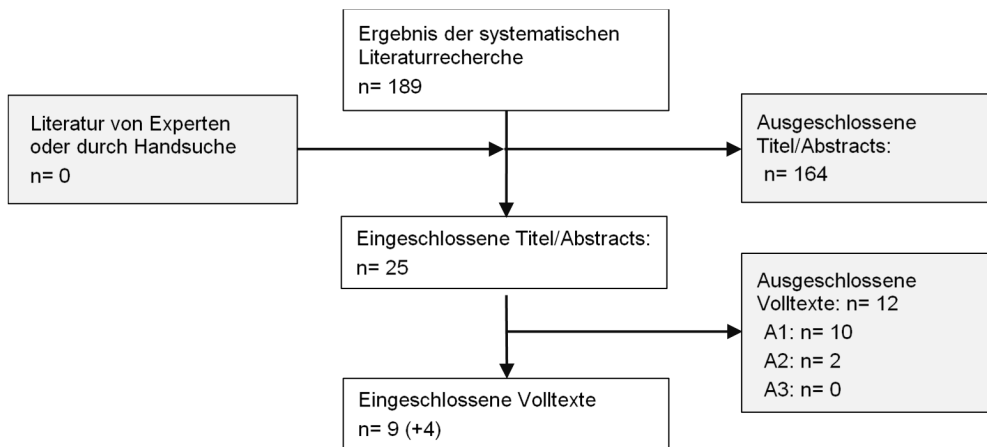 Ergebnis der systematischen
Literaturrecherche
n= 189
Literatur von Experten
oder durch Handsuche
n= 0
Ausgeschlossene
Titel/Abstracts:
n= 164
Eingeschlossene Titel/Abstracts:
n= 25
Ausgeschlossene
Volltexte: n= 12
A1: n= 10
A2: n= 2
A3: n= 0
Eingeschlossene Volltexte
n= 9 (+4)